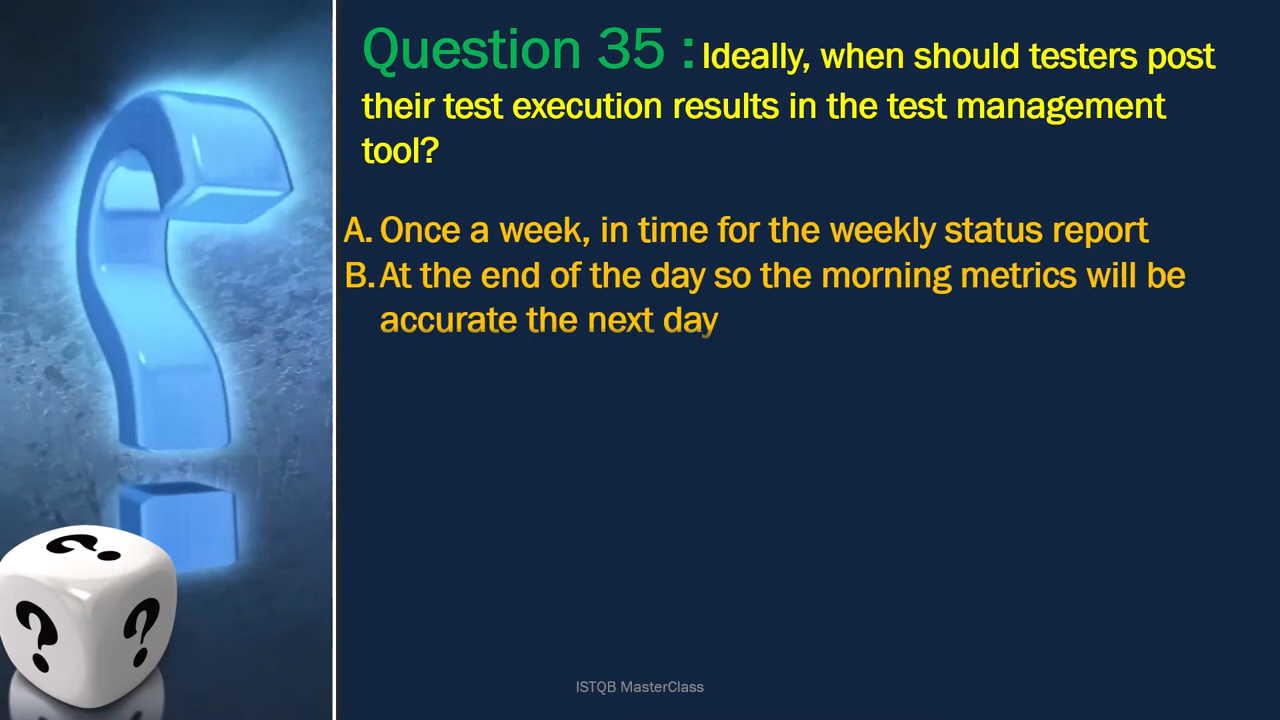 Question 35 : Ideally, when should testers post
their test execution results in the test management
tool?
A. Once a week, in time for the weekly status report
B. At the end of the day so the morning metrics will be
accurate the next day
? ? ?
ISTQB MasterClass